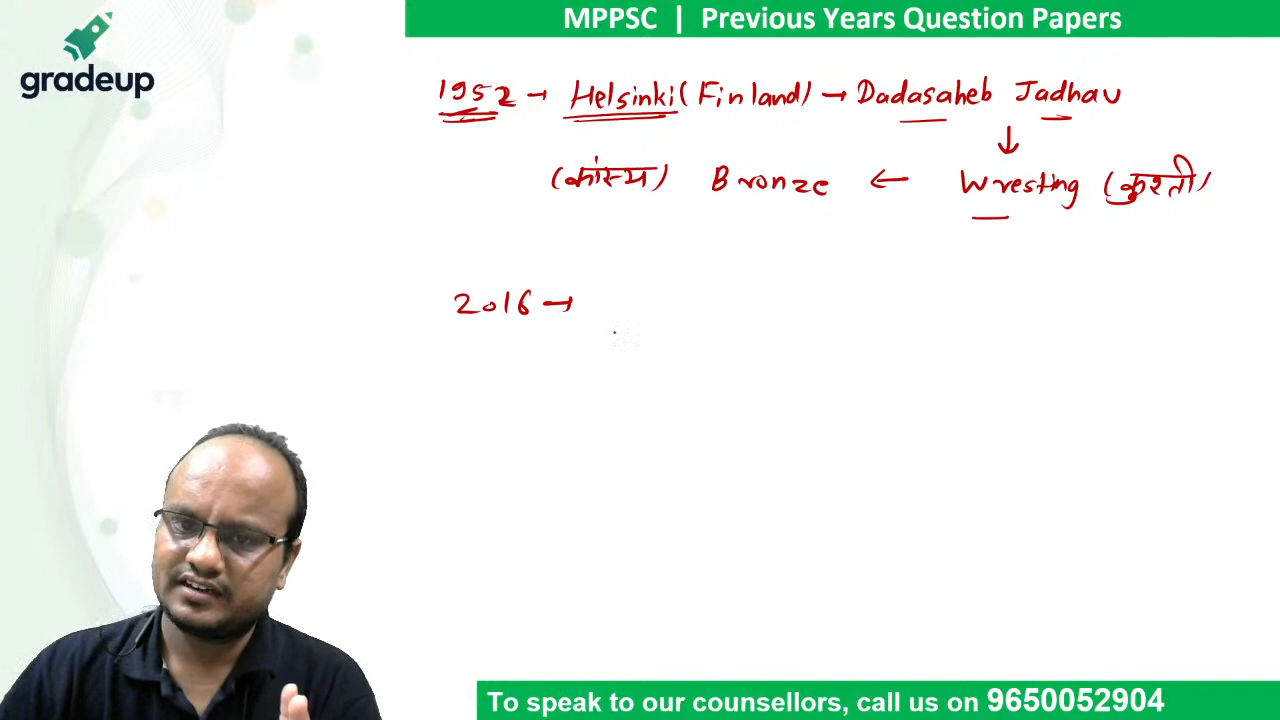 MPPSC | Previous Years Question Papers
gradeup
1952 → Helsinki (Finland) → Dadasaheb Jadhav
↓
(कांस्य) Bronze ← Wresting (कुश्ती)
2016 →
To speak to our counsellors, call us on 9650052904